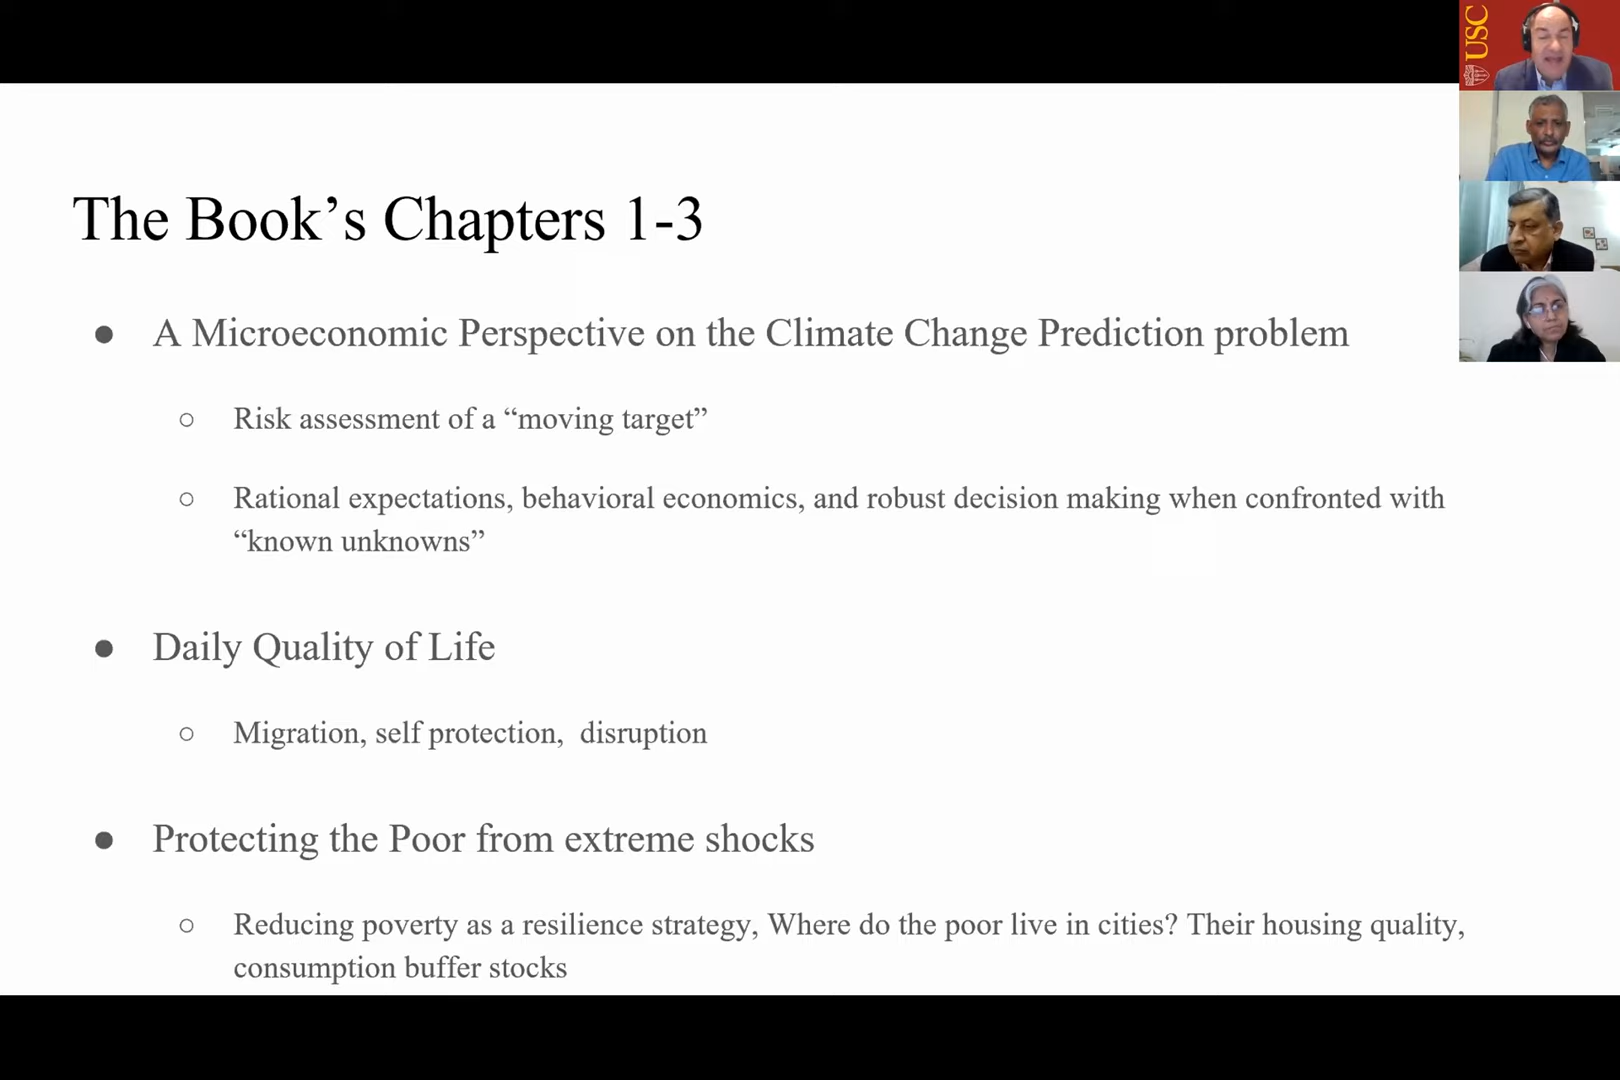 The Book’s Chapters 1-3
● A Microeconomic Perspective on the Climate Change Prediction problem
○ Risk assessment of a “moving target”
○ Rational expectations, behavioral economics, and robust decision making when confronted with
“known unknowns”
● Daily Quality of Life
○ Migration, self protection,  disruption
● Protecting the Poor from extreme shocks
○ Reducing poverty as a resilience strategy, Where do the poor live in cities? Their housing quality,
consumption buffer stocks
USC